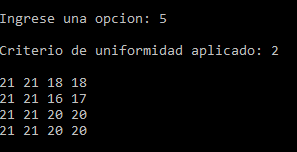 Ingrese una opcion: 5
Criterio de uniformidad aplicado: 2
21 21 18 18
21 21 16 17
21 21 20 20
21 21 20 20